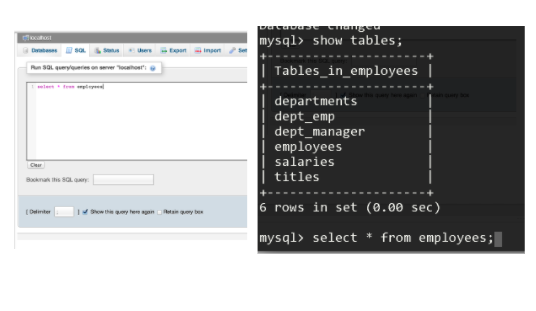 localhost
Databases SQL Status Users Export Import Set
Run SQL query/queries on server "localhost":
1 select * from employees
Clear
Bookmark this SQL query:
[ Delimiter ; ] Show this query here again Retain query box
Database changed
mysql> show tables;
+--------------------+
| Tables_in_employees |
+--------------------+
| departments |
| dept_emp |
| dept_manager |
| employees |
| salaries |
| titles |
+--------------------+
6 rows in set (0.00 sec)
mysql> select * from employees;